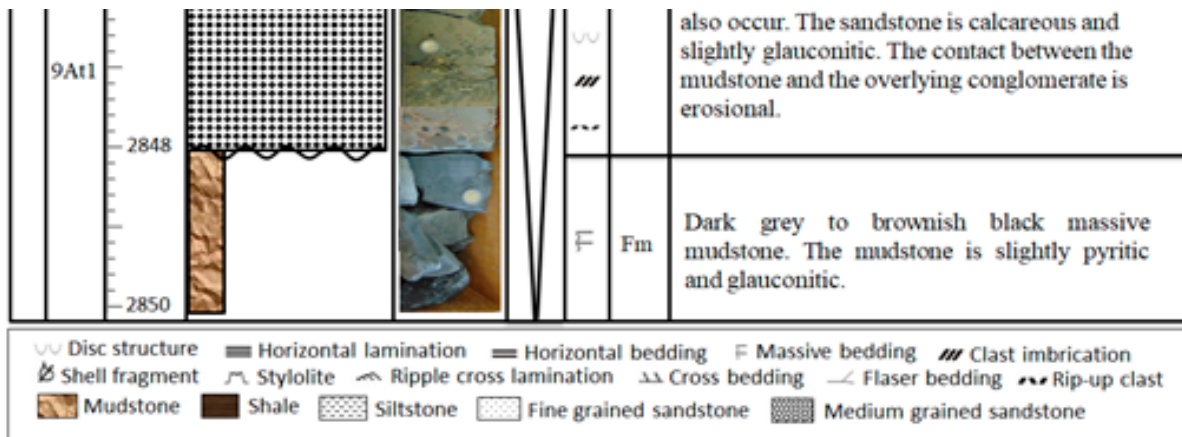 also occur. The sandstone is calcareous and
slightly glauconitic. The contact between the
mudstone and the overlying conglomerate is
erosional.
9At1
2848
Fm
Dark grey to brownish black massive
mudstone. The mudstone is slightly pyritic
and glauconitic.
2850
Disc structure Horizontal lamination Horizontal bedding Massive bedding Clast imbrication
Shell fragment Stylolite Ripple cross lamination Cross bedding Flaser bedding Rip-up clast
Mudstone Shale Siltstone Fine grained sandstone Medium grained sandstone